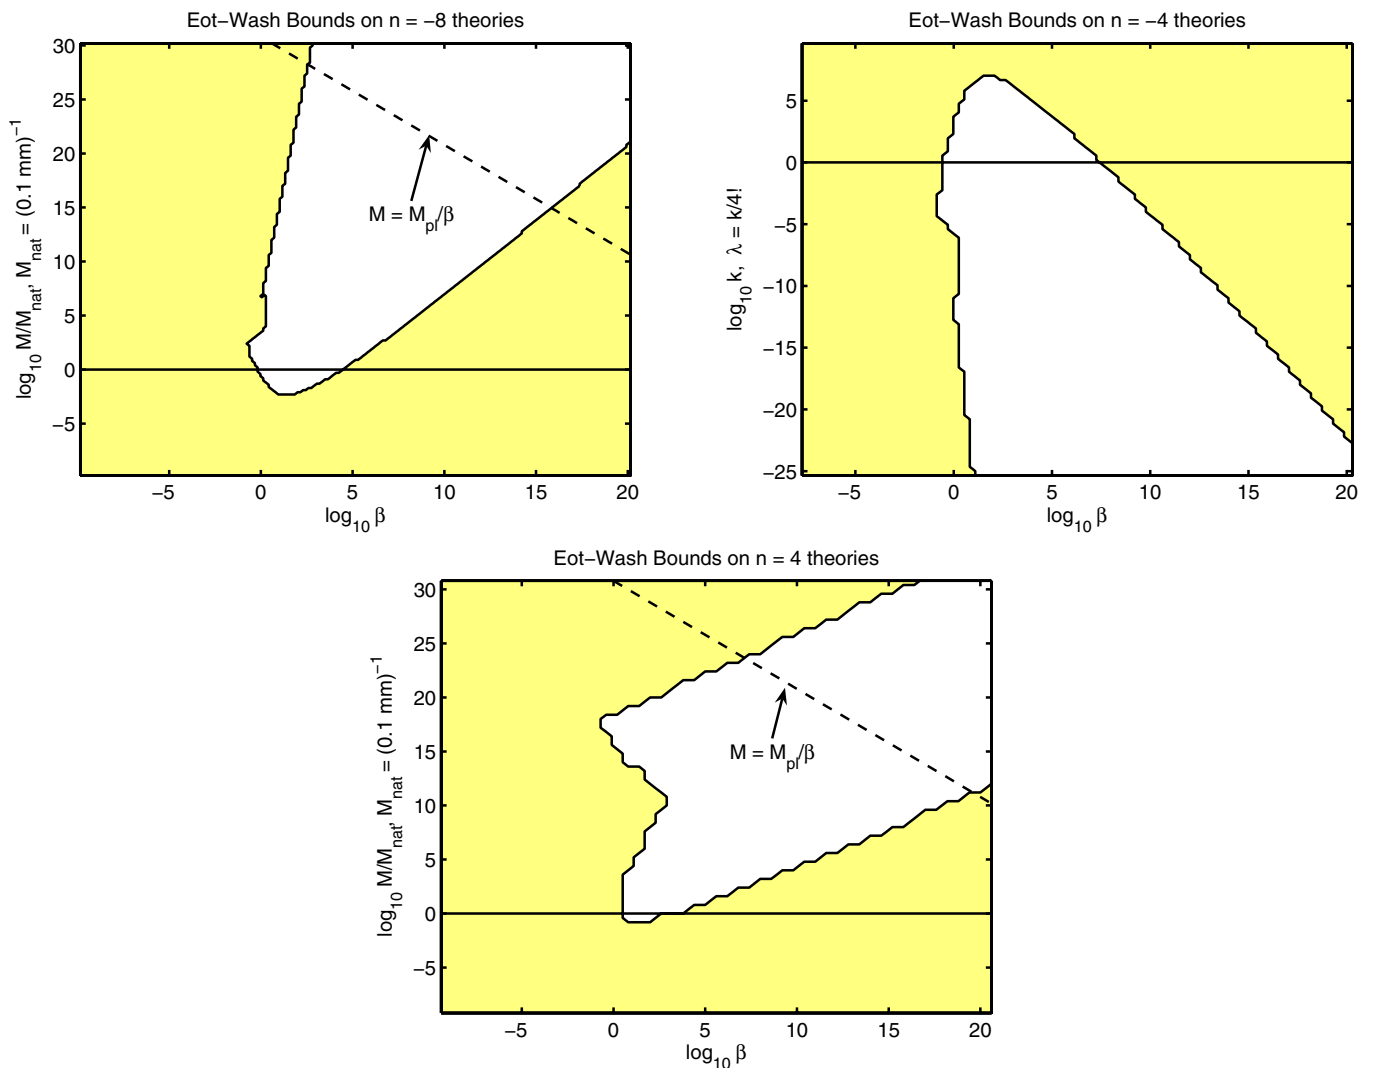 Eot−Wash Bounds on n = −8 theories
30
25
20
15
10
5
0
−5
log10 M/Mnat, Mnat = (0.1 mm)−1
M = Mpl/β
−5 0 5 10 15 20
log10 β
Eot−Wash Bounds on n = −4 theories
5
0
−5
−10
−15
−20
−25
log10 k, λ = k/4!
−5 0 5 10 15 20
log10 β
Eot−Wash Bounds on n = 4 theories
30
25
20
15
10
5
0
−5
log10 M/Mnat, Mnat = (0.1 mm)−1
M = Mpl/β
−5 0 5 10 15 20
log10 β